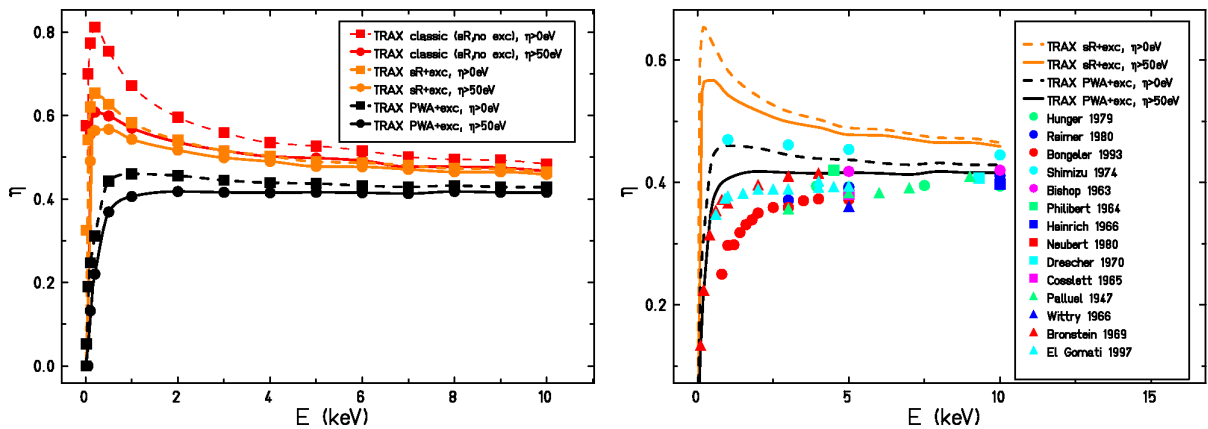 0.8
0.6
0.4
0.2
0.0
η
0
2
4
6
8
10
E (keV)
TRAX classic (sR,no exc), η>0eV
TRAX classic (sR,no exc), η>50eV
TRAX sR+exc, η>0eV
TRAX sR+exc, η>50eV
TRAX PWA+exc, η>0eV
TRAX PWA+exc, η>50eV
0.6
0.4
0.2
η
0
5
10
15
E (keV)
TRAX sR+exc, η>0eV
TRAX sR+exc, η>50eV
TRAX PWA+exc, η>0eV
TRAX PWA+exc, η>50eV
Hunger 1979
Reimer 1980
Bongeler 1993
Shimizu 1974
Bishop 1963
Philibert 1964
Heinrich 1966
Neubert 1980
Drescher 1970
Cosslett 1965
Palluel 1947
Wittry 1966
Bronstein 1969
El Gomati 1997